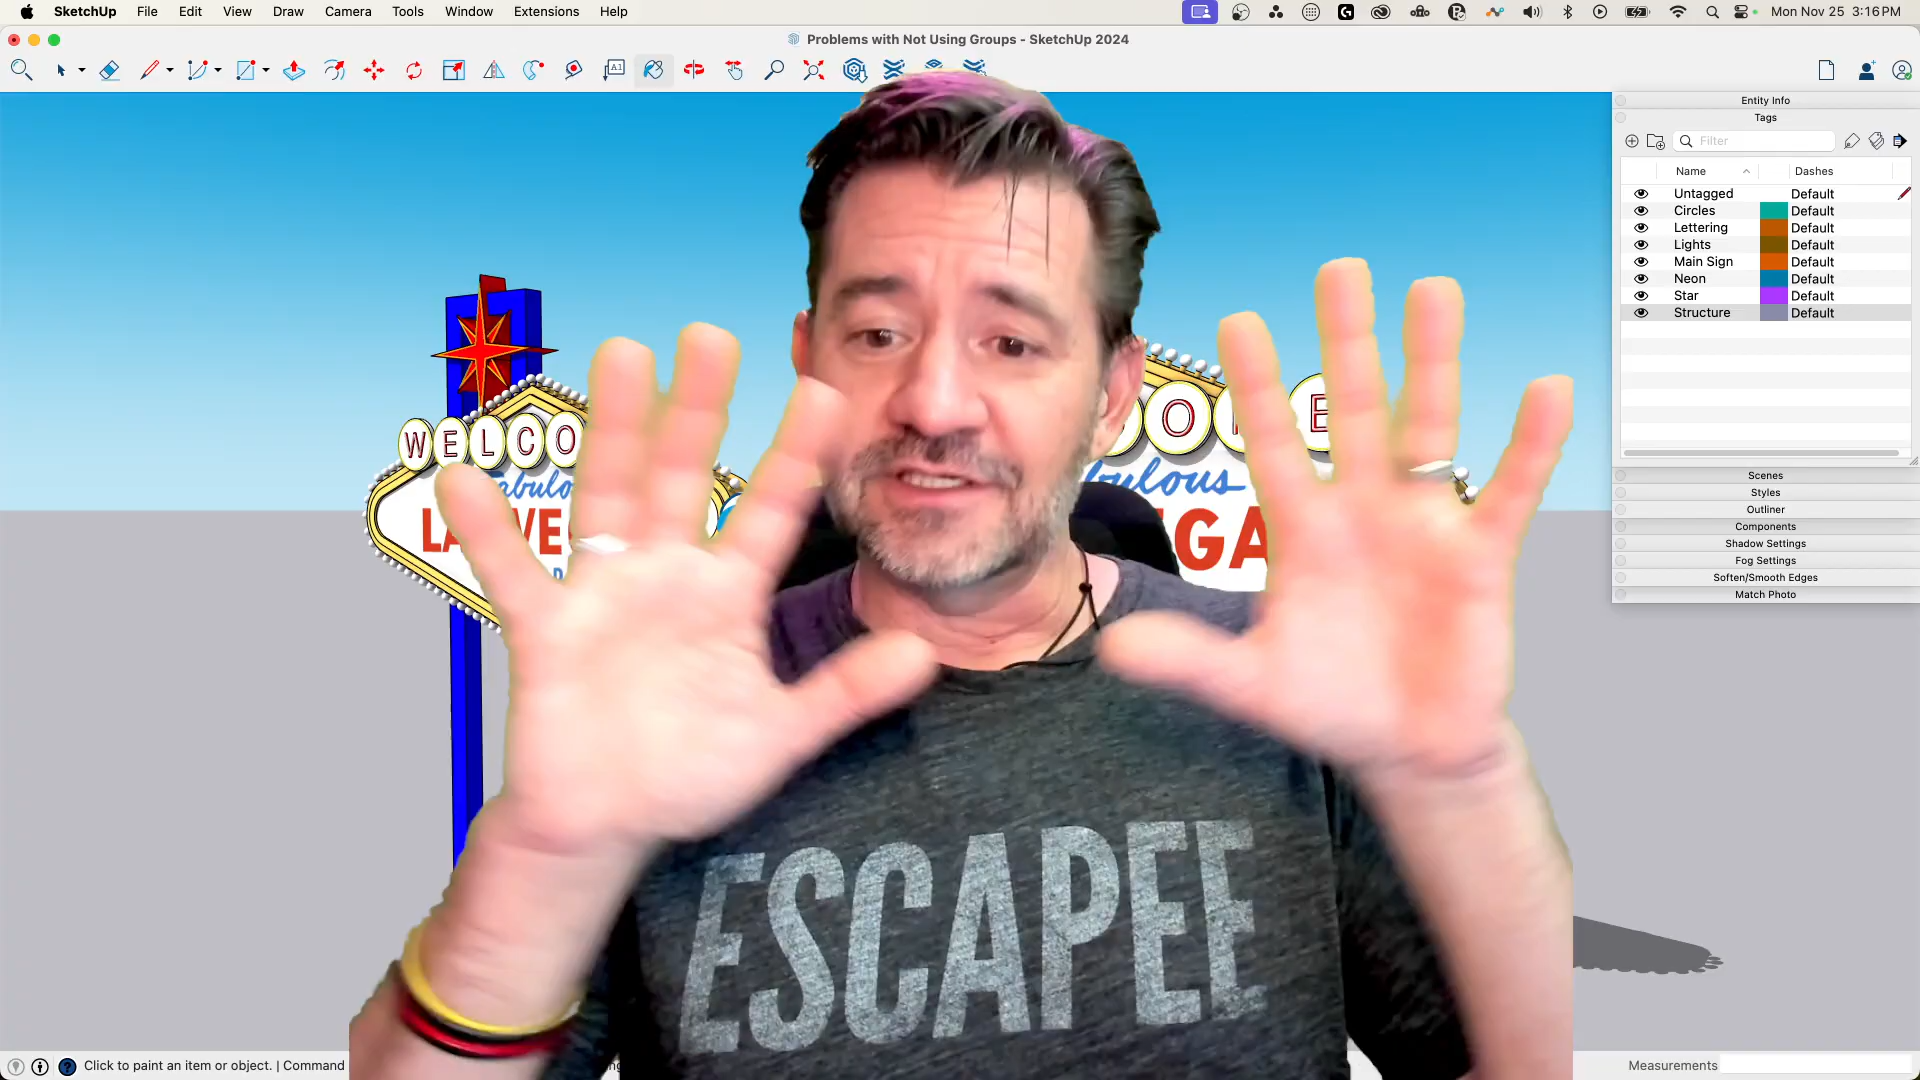 SketchUp File Edit View Draw Camera Tools Window Extensions Help
Mon Nov 25 3:16 PM
Problems with Not Using Groups - SketchUp 2024
A1
Entity Info
Tags
Filter
Name Dashes
Untagged Default
Circles Default
Lettering Default
Lights Default
Main Sign Default
Neon Default
Star Default
Structure Default
Scenes
Styles
Outliner
Components
Shadow Settings
Fog Settings
Soften/Smooth Edges
Match Photo
WELCO
O E
ESCAPEE
Click to paint an item or object. | Command
Measurements